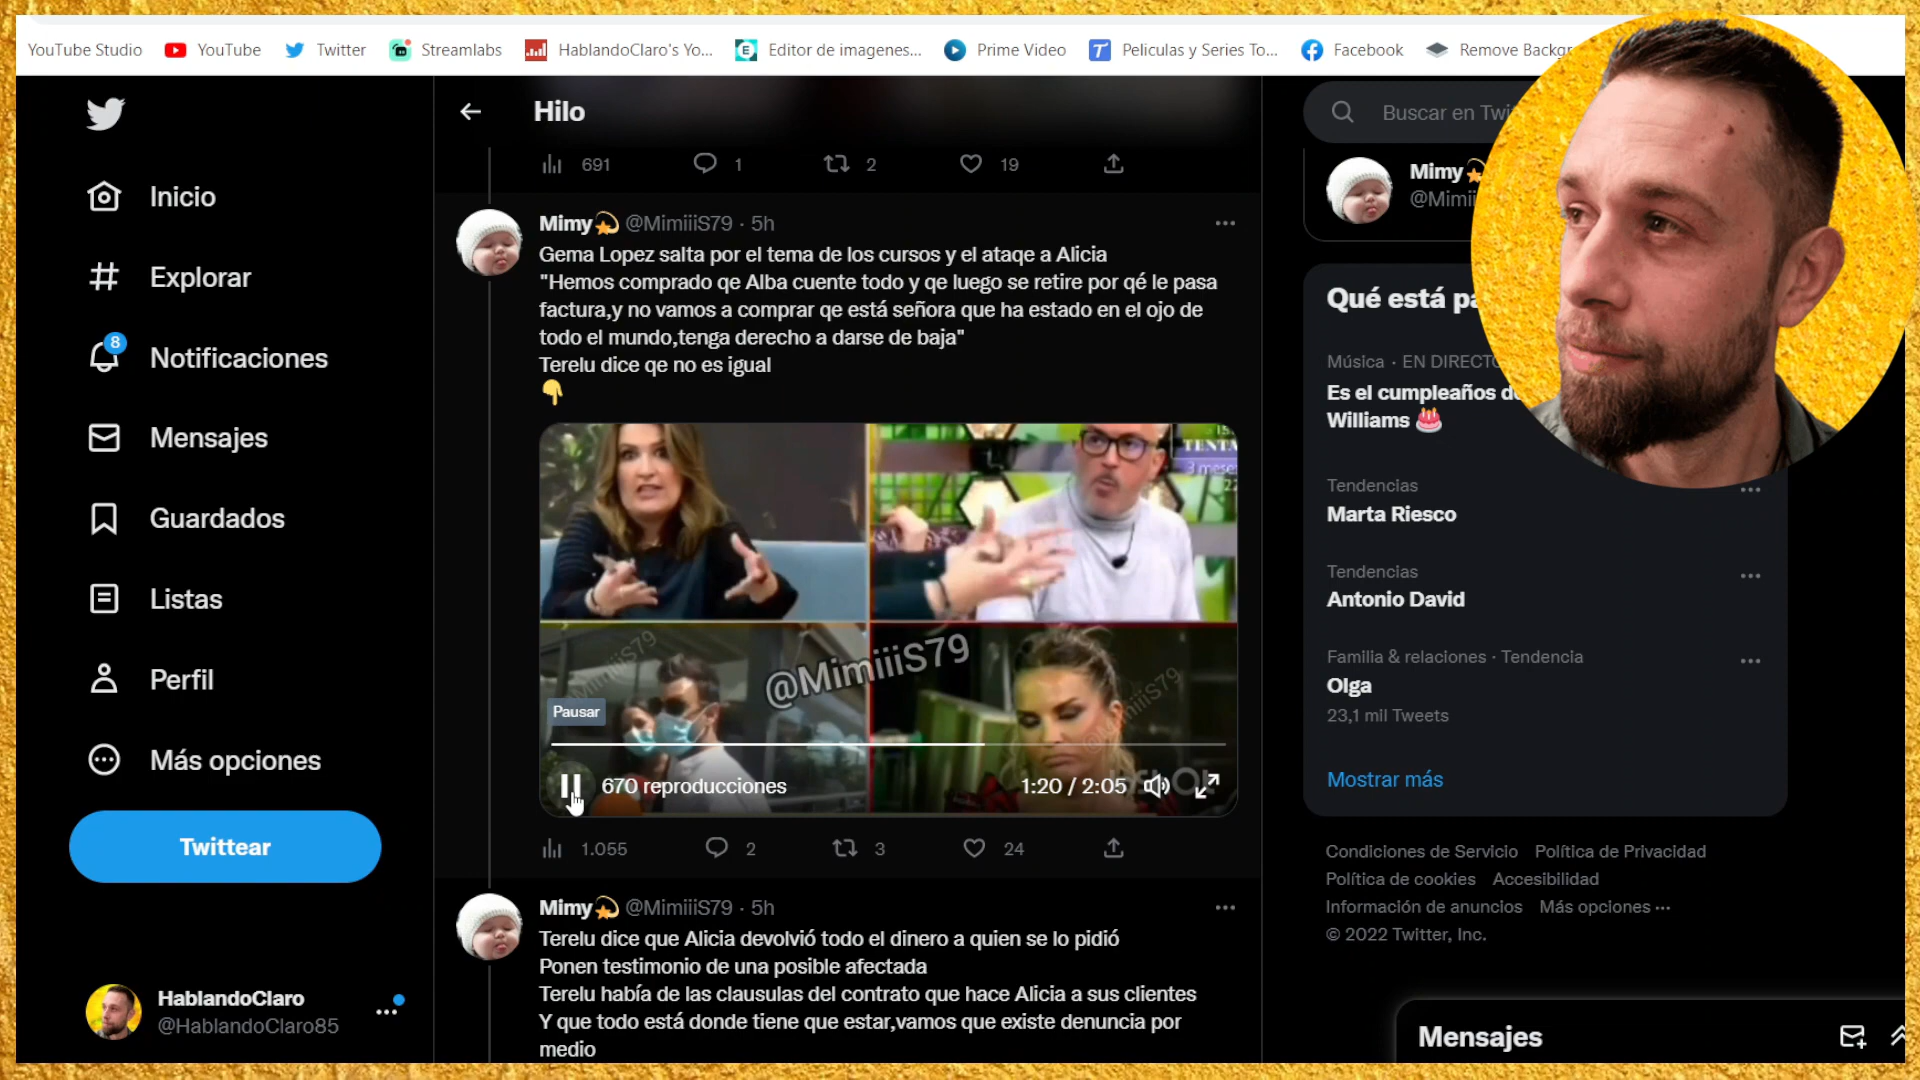 YouTube Studio
YouTube
Twitter
Streamlabs
HablandoClaro's Yo...
Editor de imagenes...
Prime Video
Peliculas y Series To...
Facebook
Remove Backgr
Inicio
Explorar
8
Notificaciones
Mensajes
Guardados
Listas
Perfil
Más opciones
Twittear
HablandoClaro
@HablandoClaro85
Hilo
691 1 2 19
Mimy @MimiiiS79 · 5h
Gema Lopez salta por el tema de los cursos y el ataqe a Alicia
"Hemos comprado qe Alba cuente todo y qe luego se retire por qé le pasa
factura,y no vamos a comprar qe está señora que ha estado en el ojo de
todo el mundo,tenga derecho a darse de baja"
Terelu dice qe no es igual
TENTA
3 mese
@MimiiiS79
Pausar
670 reproducciones
1:20 / 2:05
1.055 2 3 24
Mimy @MimiiiS79 · 5h
Terelu dice que Alicia devolvió todo el dinero a quien se lo pidió
Ponen testimonio de una posible afectada
Terelu había de las clausulas del contrato que hace Alicia a sus clientes
Y que todo está donde tiene que estar,vamos que existe denuncia por
medio
Buscar en Twi
Mimy
@Mimii
Qué está pa
Música · EN DIRECTO
Es el cumpleaños de
Williams
Tendencias
Marta Riesco
Tendencias
Antonio David
Familia & relaciones · Tendencia
Olga
23,1 mil Tweets
Mostrar más
Condiciones de Servicio Política de Privacidad
Política de cookies Accesibilidad
Información de anuncios Más opciones ...
© 2022 Twitter, Inc.
Mensajes